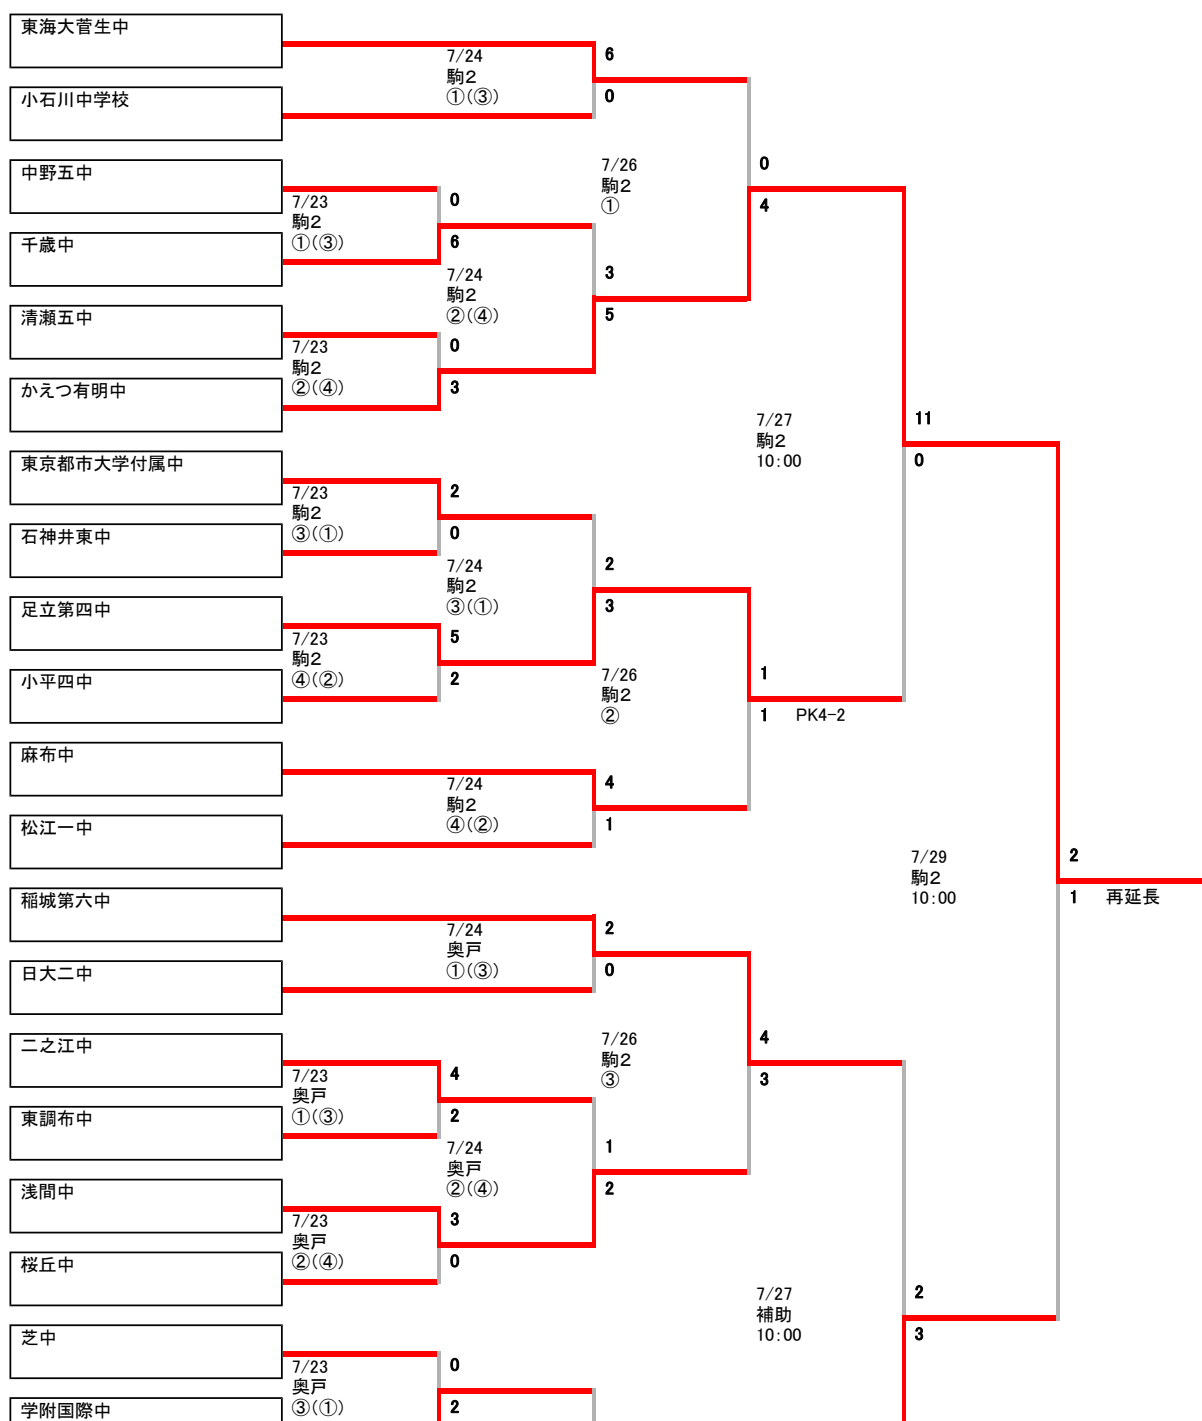 東海大菅生中
7/24
駒2
①(③)
6
0
小石川中学校
中野五中
7/23
駒2
①(③)
0
6
7/26
駒2
①
0
4
千歳中
7/24
駒2
②(④)
3
5
清瀬五中
7/23
駒2
②(④)
0
3
かえつ有明中
7/27
駒2
10:00
11
0
東京都市大学付属中
7/23
駒2
③(①)
2
0
石神井東中
7/24
駒2
③(①)
2
3
足立第四中
7/23
駒2
④(②)
5
2
小平四中
7/26
駒2
②
1
1 PK4-2
麻布中
7/24
駒2
④(②)
4
1
松江一中
7/29
駒2
10:00
2
1 再延長
稲城第六中
7/24
奥戸
①(③)
2
0
日大二中
二之江中
7/23
奥戸
①(③)
4
2
7/26
駒2
③
4
3
東調布中
7/24
奥戸
②(④)
1
2
浅間中
7/23
奥戸
②(④)
3
0
桜丘中
7/27
補助
10:00
2
3
芝中
7/23
奥戸
③(①)
0
2
学附国際中